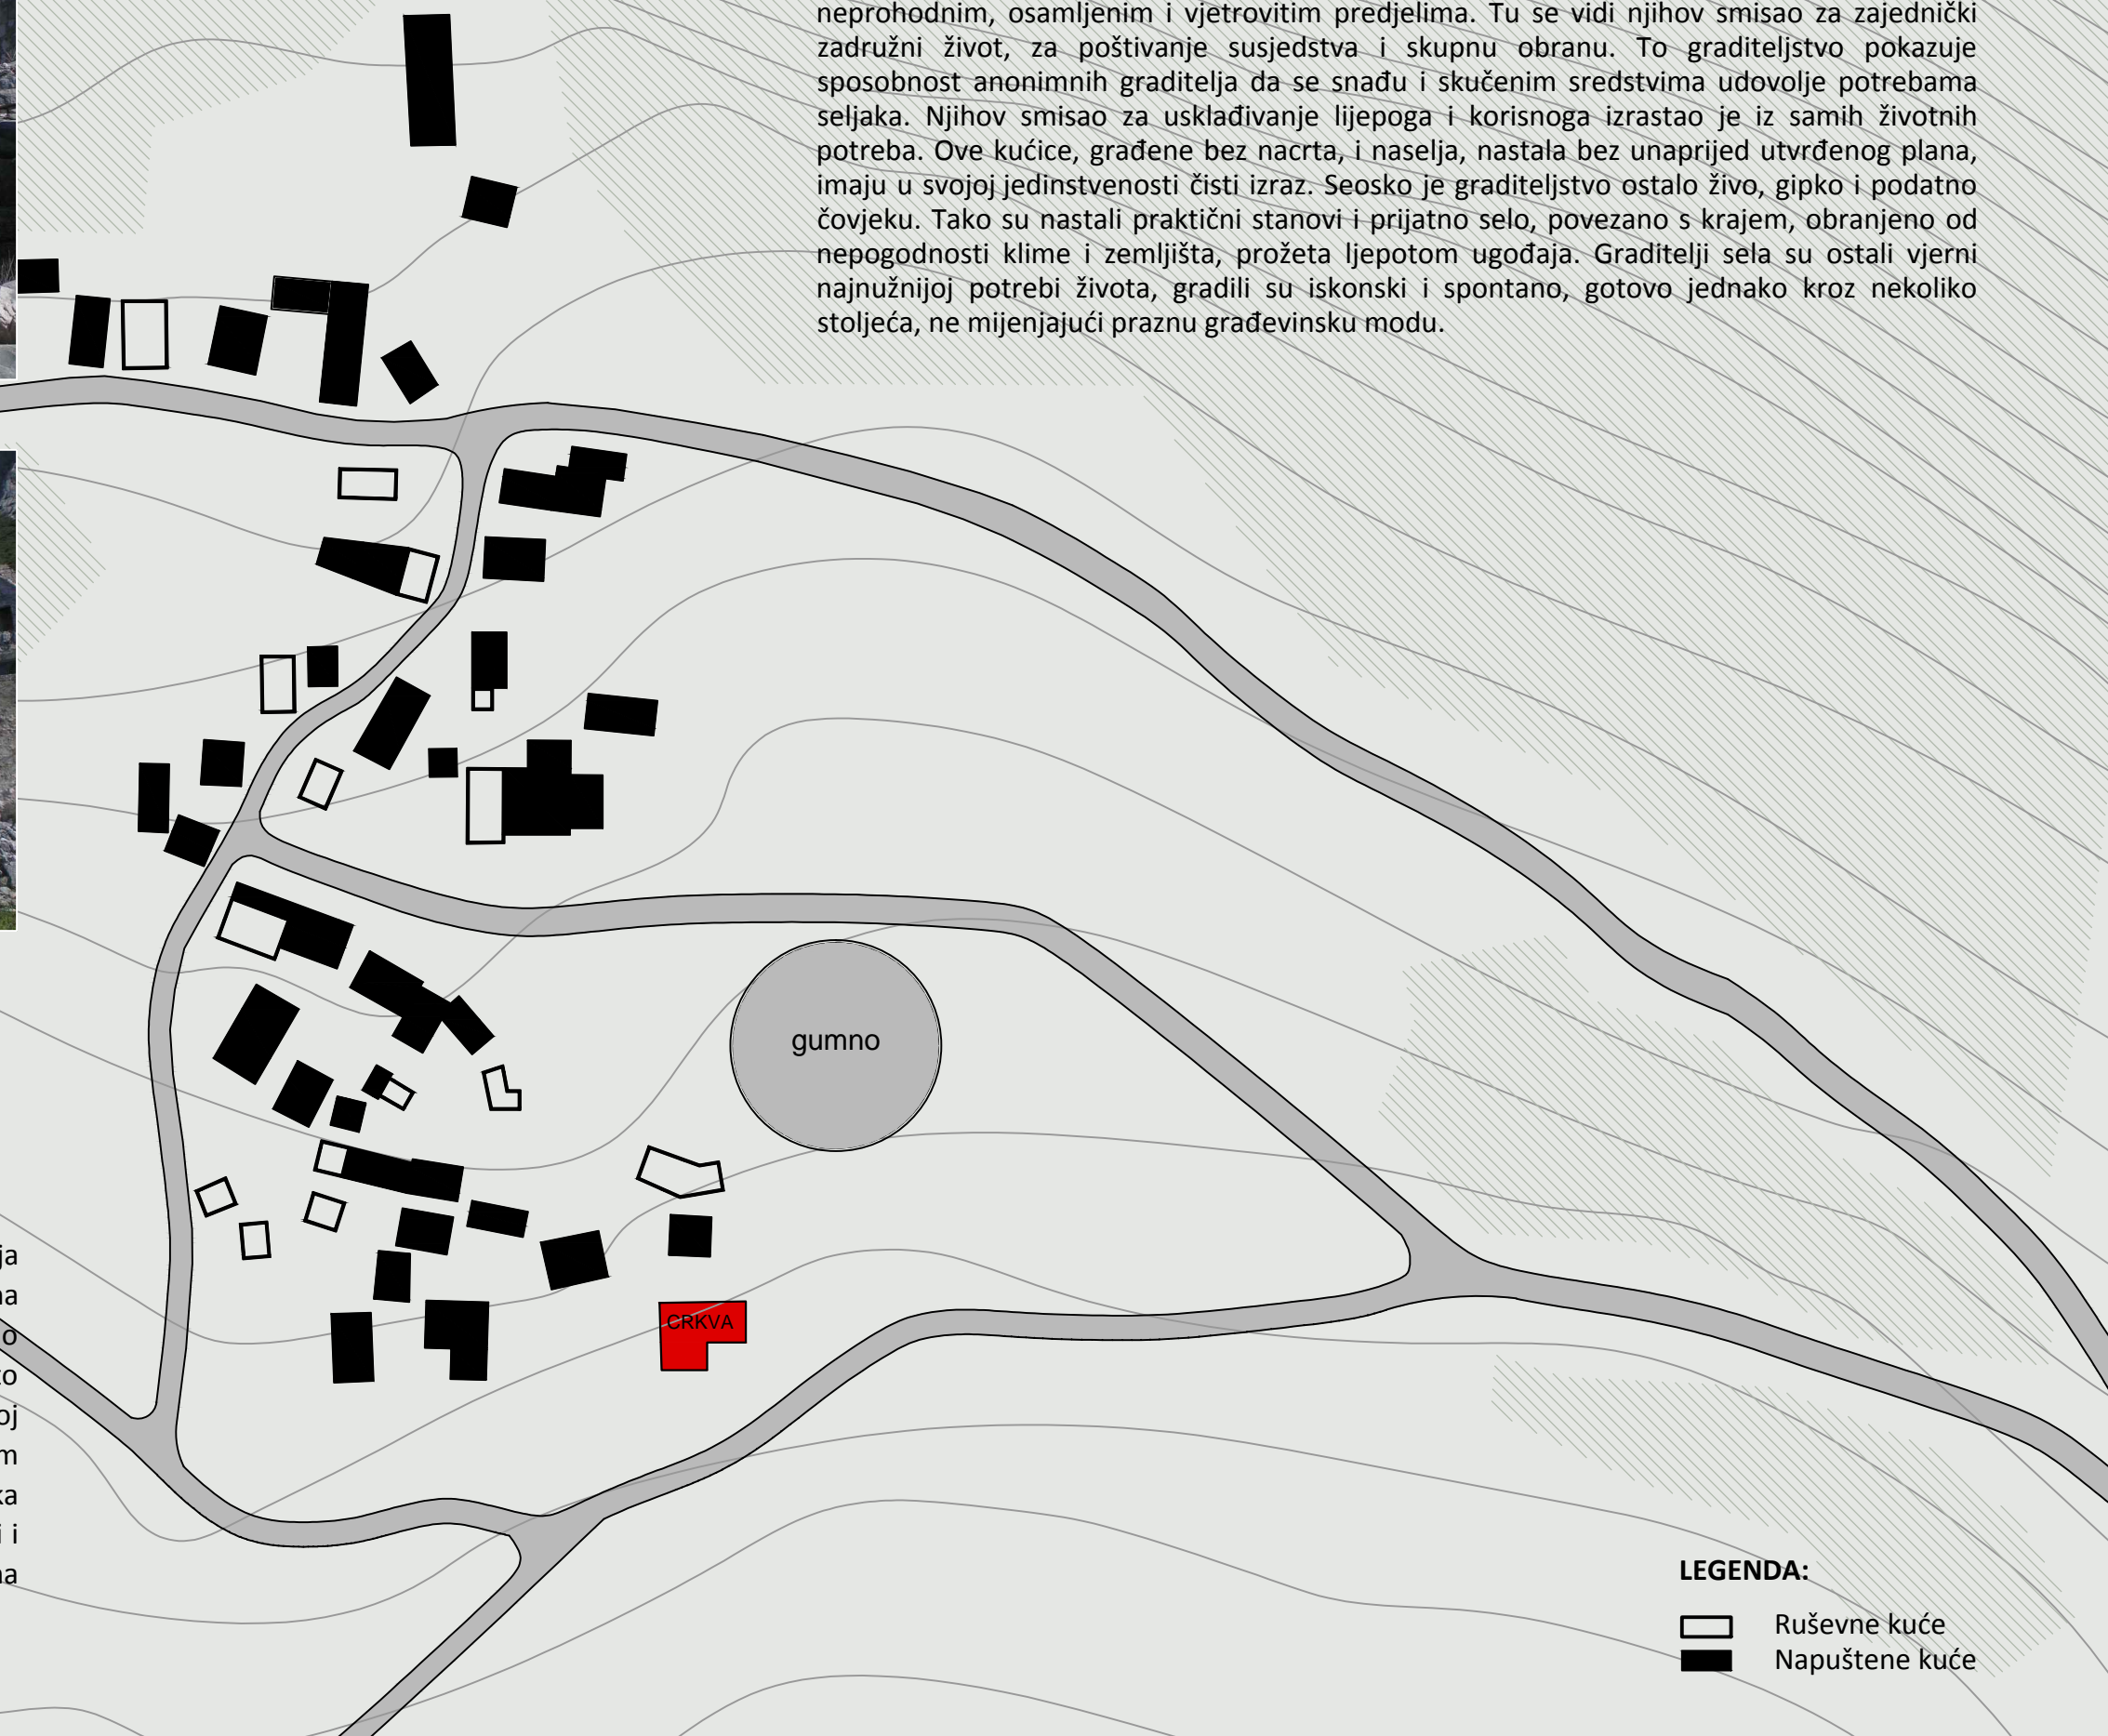 neprohodnim, osamljenim i vjetrovitim predjelima. Tu se vidi njihov smisao za zajednički
zadružni život, za poštivanje susjedstva i skupnu obranu. To graditeljstvo pokazuje
sposobnost anonimnih graditelja da se snađu i skučenim sredstvima udovolje potrebama
seljaka. Njihov smisao za usklađivanje lijepoga i korisnoga izrastao je iz samih životnih
potreba. Ove kućice, građene bez nacrta, i naselja, nastala bez unaprijed utvrđenog plana,
imaju u svojoj jedinstvenosti čisti izraz. Seosko je graditeljstvo ostalo živo, gipko i podatno
čovjeku. Tako su nastali praktični stanovi i prijatno selo, povezano s krajem, obranjeno od
nepogodnosti klime i zemljišta, prožeta ljepotom ugođaja. Graditelji sela su ostali vjerni
najnužnijoj potrebi života, gradili su iskonski i spontano, gotovo jednako kroz nekoliko
stoljeća, ne mijenjajući praznu građevinsku modu.
gumno
CRKVA
LEGENDA:
Ruševne kuće
Napuštene kuće